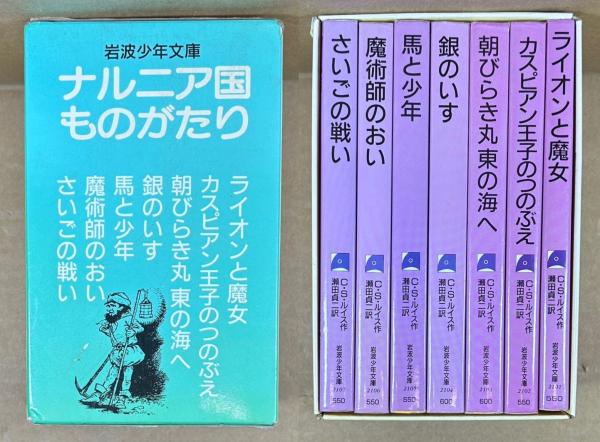 岩波少年文庫
ナルニア国
ものがたり
ライオンと魔女
カスピアン王子のつのぶえ
朝びらき丸 東の海へ
銀のいす
馬と少年
魔術師のおい
さいごの戦い
ライオンと魔女
C・S・ルイス作
瀬田貞二訳
岩波少年文庫
2101
550
カスピアン王子のつのぶえ
C・S・ルイス作
瀬田貞二訳
岩波少年文庫
2102
550
朝びらき丸 東の海へ
C・S・ルイス作
瀬田貞二訳
岩波少年文庫
2103
600
銀のいす
C・S・ルイス作
瀬田貞二訳
岩波少年文庫
2104
600
馬と少年
C・S・ルイス作
瀬田貞二訳
岩波少年文庫
2105
550
魔術師のおい
C・S・ルイス作
瀬田貞二訳
岩波少年文庫
2106
550
さいごの戦い
C・S・ルイス作
瀬田貞二訳
岩波少年文庫
2107
550